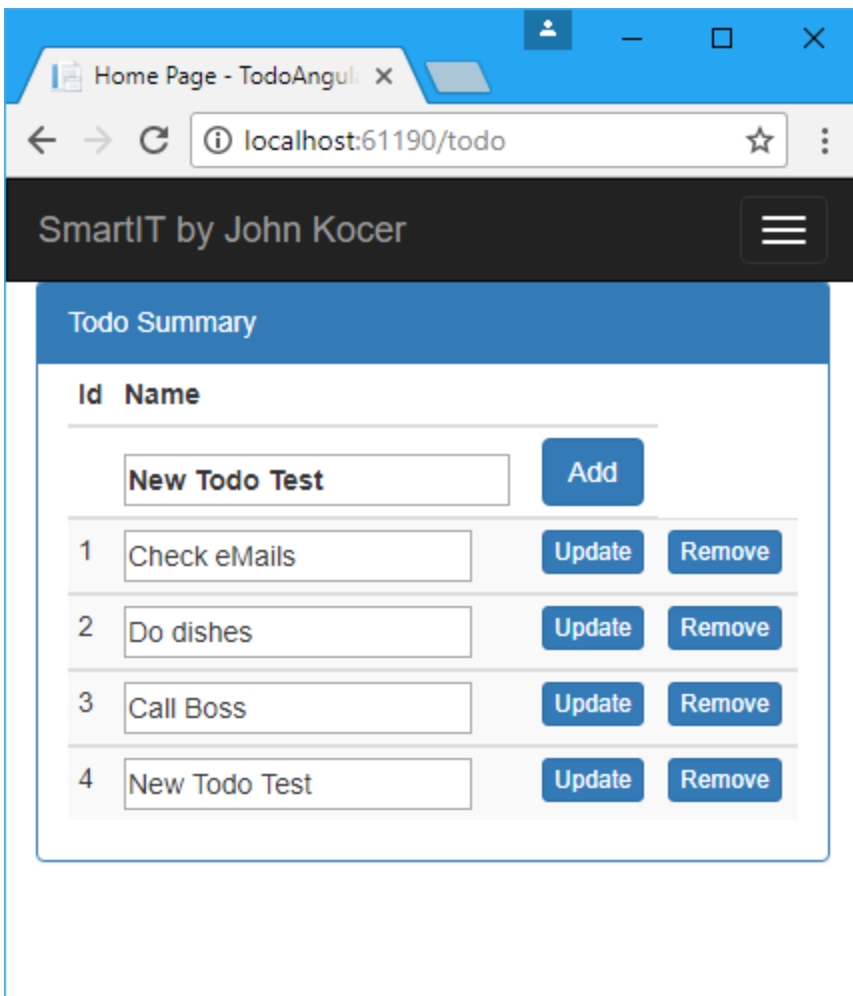 Home Page - TodoAngul
localhost:61190/todo
SmartIT by John Kocer
Todo Summary
Id Name
New Todo Test Add
1 Check eMails Update Remove
2 Do dishes Update Remove
3 Call Boss Update Remove
4 New Todo Test Update Remove